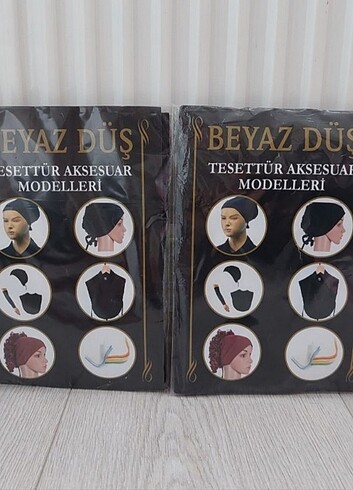 BEYAZ DÜŞ
TESETTÜR AKSESUAR
MODELLERİ
BEYAZ DÜŞ
TESETTÜR AKSESUAR
MODELLERİ